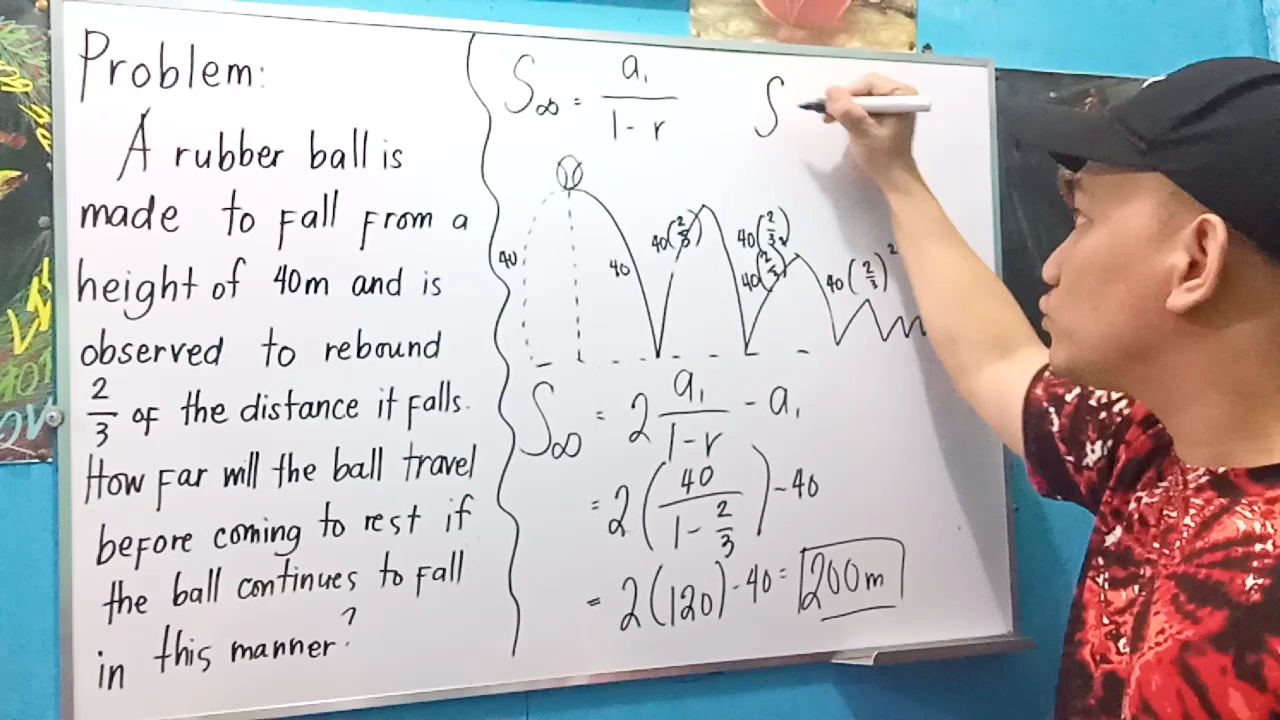 Problem:
A rubber ball is
made to fall from a
height of 40m and is
observed to rebound
2/3 of the distance it falls.
How far will the ball travel
before coming to rest if
the ball continues to fall
in this manner?
S∞ = a₁/(1-r)
S
40
40
40(2/3)
40(2/3)
40(2/3)²
40(2/3)²
S∞ = 2 a₁/(1-r) - a₁
= 2(40/(1-2/3)) - 40
= 2(120) - 40 = 200m